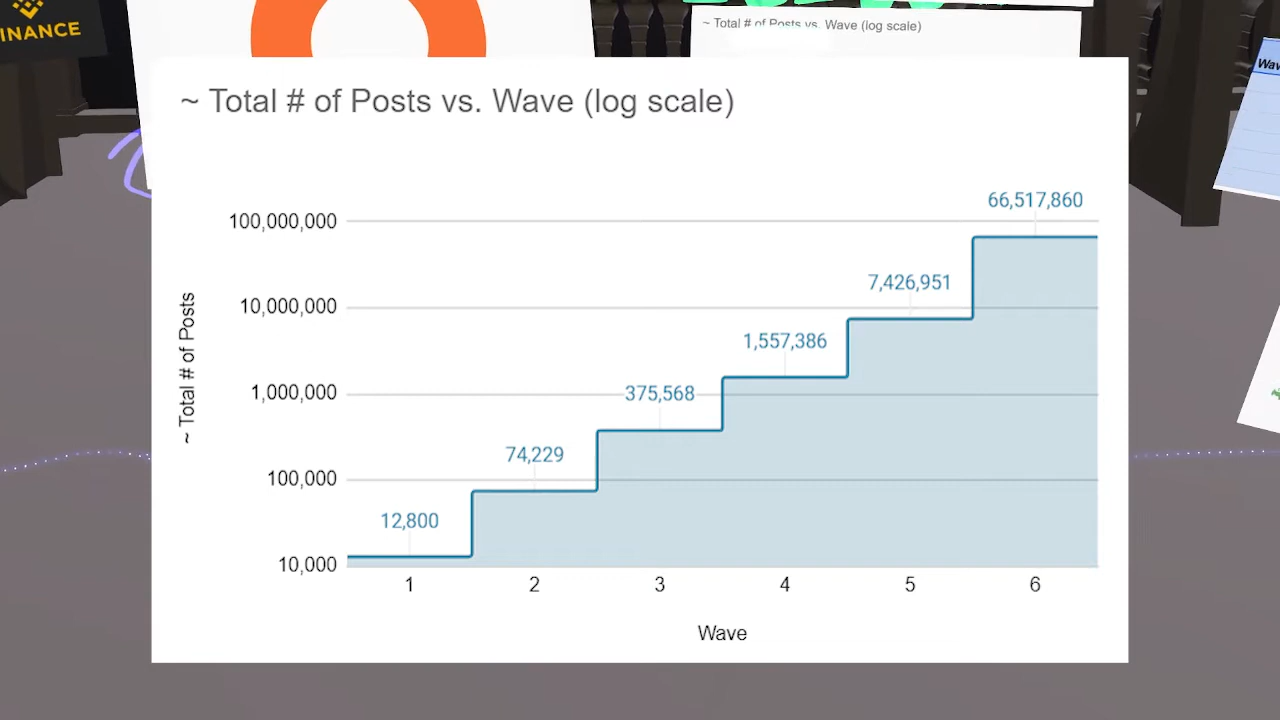 INANCE
~ Total # of Posts vs. Wave (log scale)
Wav
~ Total # of Posts vs. Wave (log scale)
~ Total # of Posts
100,000,000
10,000,000
1,000,000
100,000
10,000
12,800
74,229
375,568
1,557,386
7,426,951
66,517,860
1 2 3 4 5 6
Wave